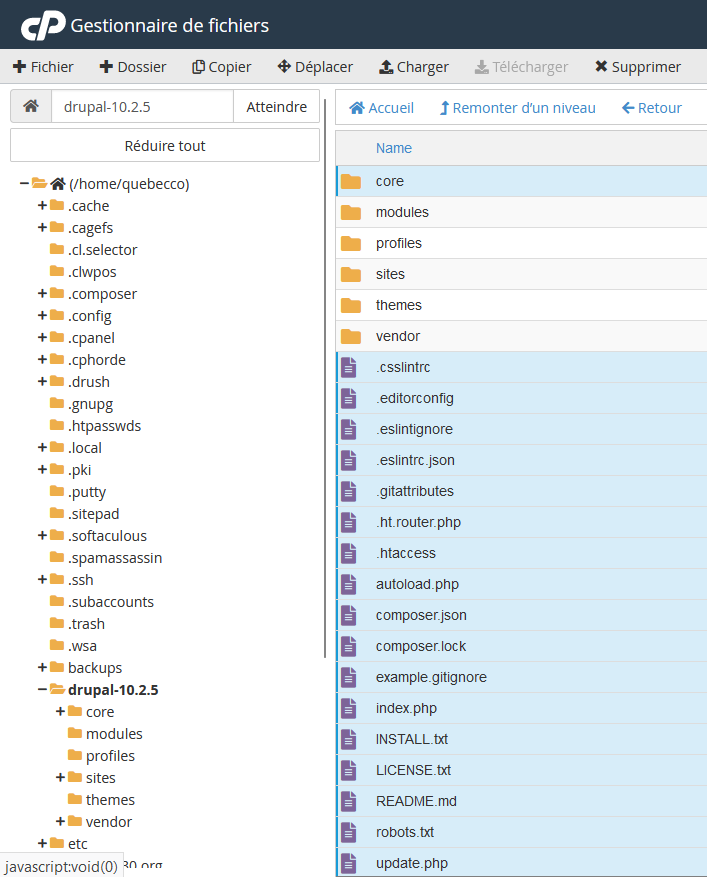 cP Gestionnaire de fichiers
Fichier Dossier Copier Déplacer Charger Télécharger Supprimer
drupal-10.2.5 Atteindre
Réduire tout
(/home/quebecco)
.cache
.cagefs
.cl.selector
.clwpos
.composer
.config
.cpanel
.cphorde
.drush
.gnupg
.htpasswds
.local
.pki
.putty
.sitepad
.softaculous
.spamassassin
.ssh
.subaccounts
.trash
.wsa
backups
drupal-10.2.5
core
modules
profiles
sites
themes
vendor
etc
javascript:void(0)
Accueil Remonter d’un niveau Retour
Name
core
modules
profiles
sites
themes
vendor
.csslintrc
.editorconfig
.eslintignore
.eslintrc.json
.gitattributes
.ht.router.php
.htaccess
autoload.php
composer.json
composer.lock
example.gitignore
index.php
INSTALL.txt
LICENSE.txt
README.md
robots.txt
update.php